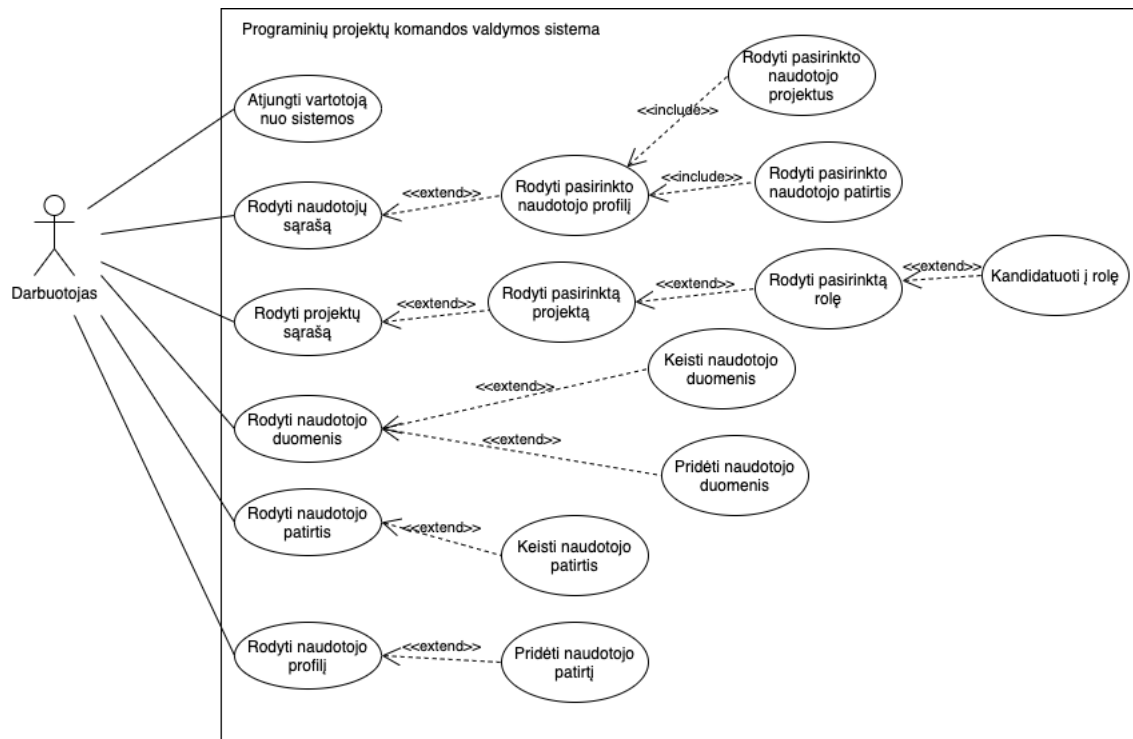 Programinių projektų komandos valdymos sistema
Atjungti vartotoją
nuo sistemos
Rodyti pasirinkto
naudotojo
projektus
<<include>>
Rodyti naudotojų
sąrašą
<<extend>>
Rodyti pasirinkto
naudotojo profilį
<<include>>
Rodyti pasirinkto
naudotojo patirtis
Darbuotojas
Rodyti projektų
sąrašą
<<extend>>
Rodyti pasirinktą
projektą
<<extend>>
Rodyti pasirinktą
rolę
<<extend>>
Kandidatuoti į rolę
Rodyti naudotojo
duomenis
<<extend>>
Keisti naudotojo
duomenis
<<extend>>
Pridėti naudotojo
duomenis
Rodyti naudotojo
patirtis
<<extend>>
Keisti naudotojo
patirtis
Rodyti naudotojo
profilį
<<extend>>
Pridėti naudotojo
patirtį